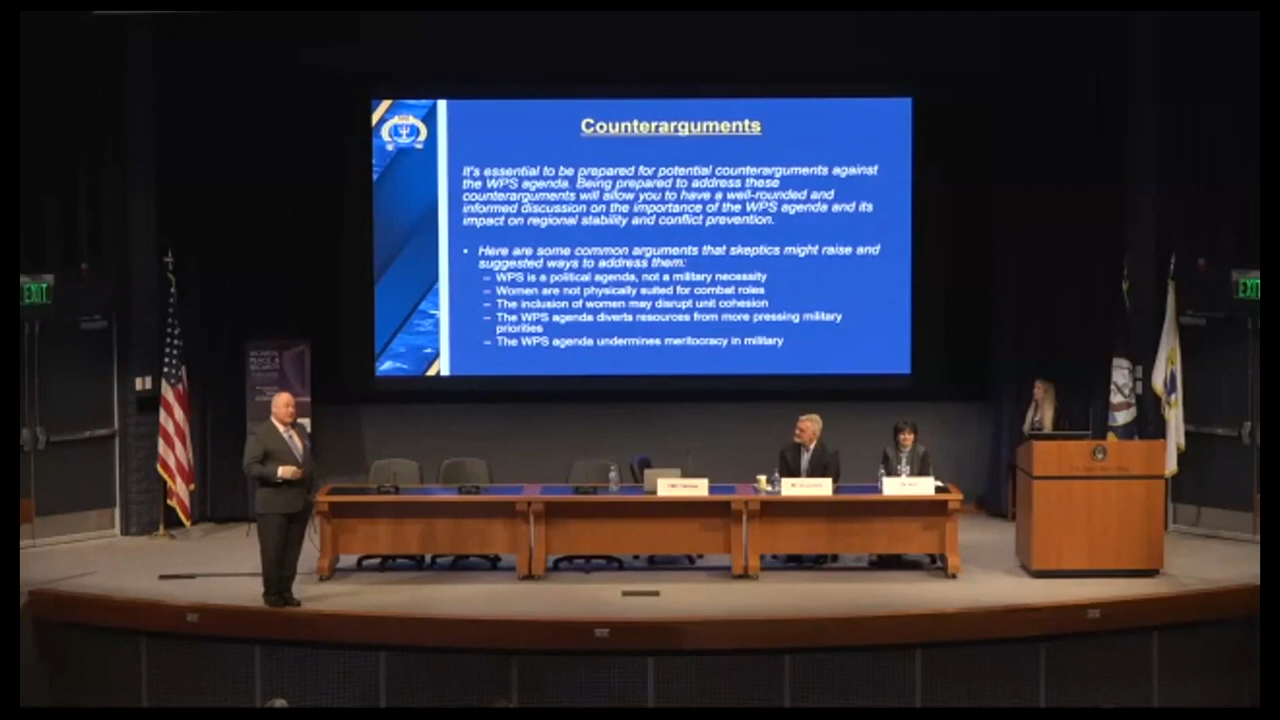 Counterarguments
It's essential to be prepared for potential counterarguments against
the WPS agenda. Being prepared to address these
counterarguments will allow you to have a well-rounded and
informed discussion on the importance of the WPS agenda and its
impact on regional stability and conflict prevention.
• Here are some common arguments that skeptics might raise and
suggested ways to address them:
– WPS is a political agenda, not a military necessity
– Women are not physically suited for combat roles
– The inclusion of women may disrupt unit cohesion
– The WPS agenda diverts resources from more pressing military
priorities
– The WPS agenda undermines meritocracy in military
EXIT
EXIT
WOMEN,
PEACE &
SECURITY